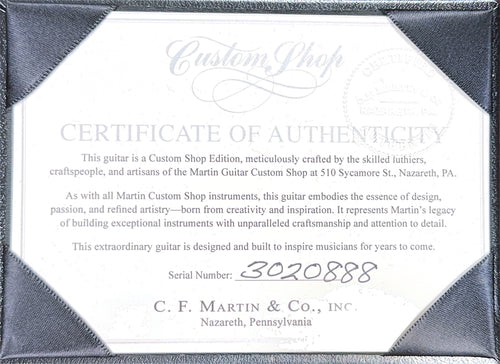 Custom Shop
CERTIFICATE OF AUTHENTICITY
This guitar is a Custom Shop Edition, meticulously crafted by the skilled luthiers,
craftspeople, and artisans of the Martin Guitar Custom Shop at 510 Sycamore St., Nazareth, PA.
As with all Martin Custom Shop instruments, this guitar embodies the essence of design,
passion, and refined artistry—born from creativity and inspiration. It represents Martin's legacy
of building exceptional instruments with unparalleled craftsmanship and attention to detail.
This extraordinary guitar is designed and built to inspire musicians for years to come.
Serial Number: 3020888
C. F. MARTIN & CO., INC.
Nazareth, Pennsylvania